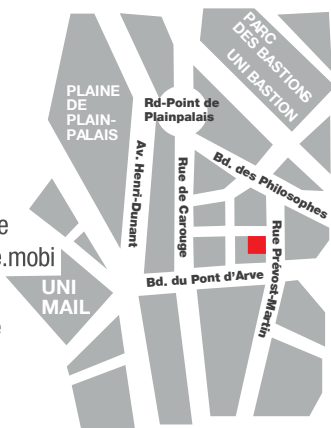 PARC
DES BASTIONS
UNI BASTION
PLAINE
DE
PLAIN-
PALAIS
Rd-Point de
Plainpalais
Av. Henri-Dunant
Rue de Carouge
Bd. des Philosophes
Rue Prévost-Martin
e
e.mobi
Bd. du Pont d'Arve
UNI
MAIL
e